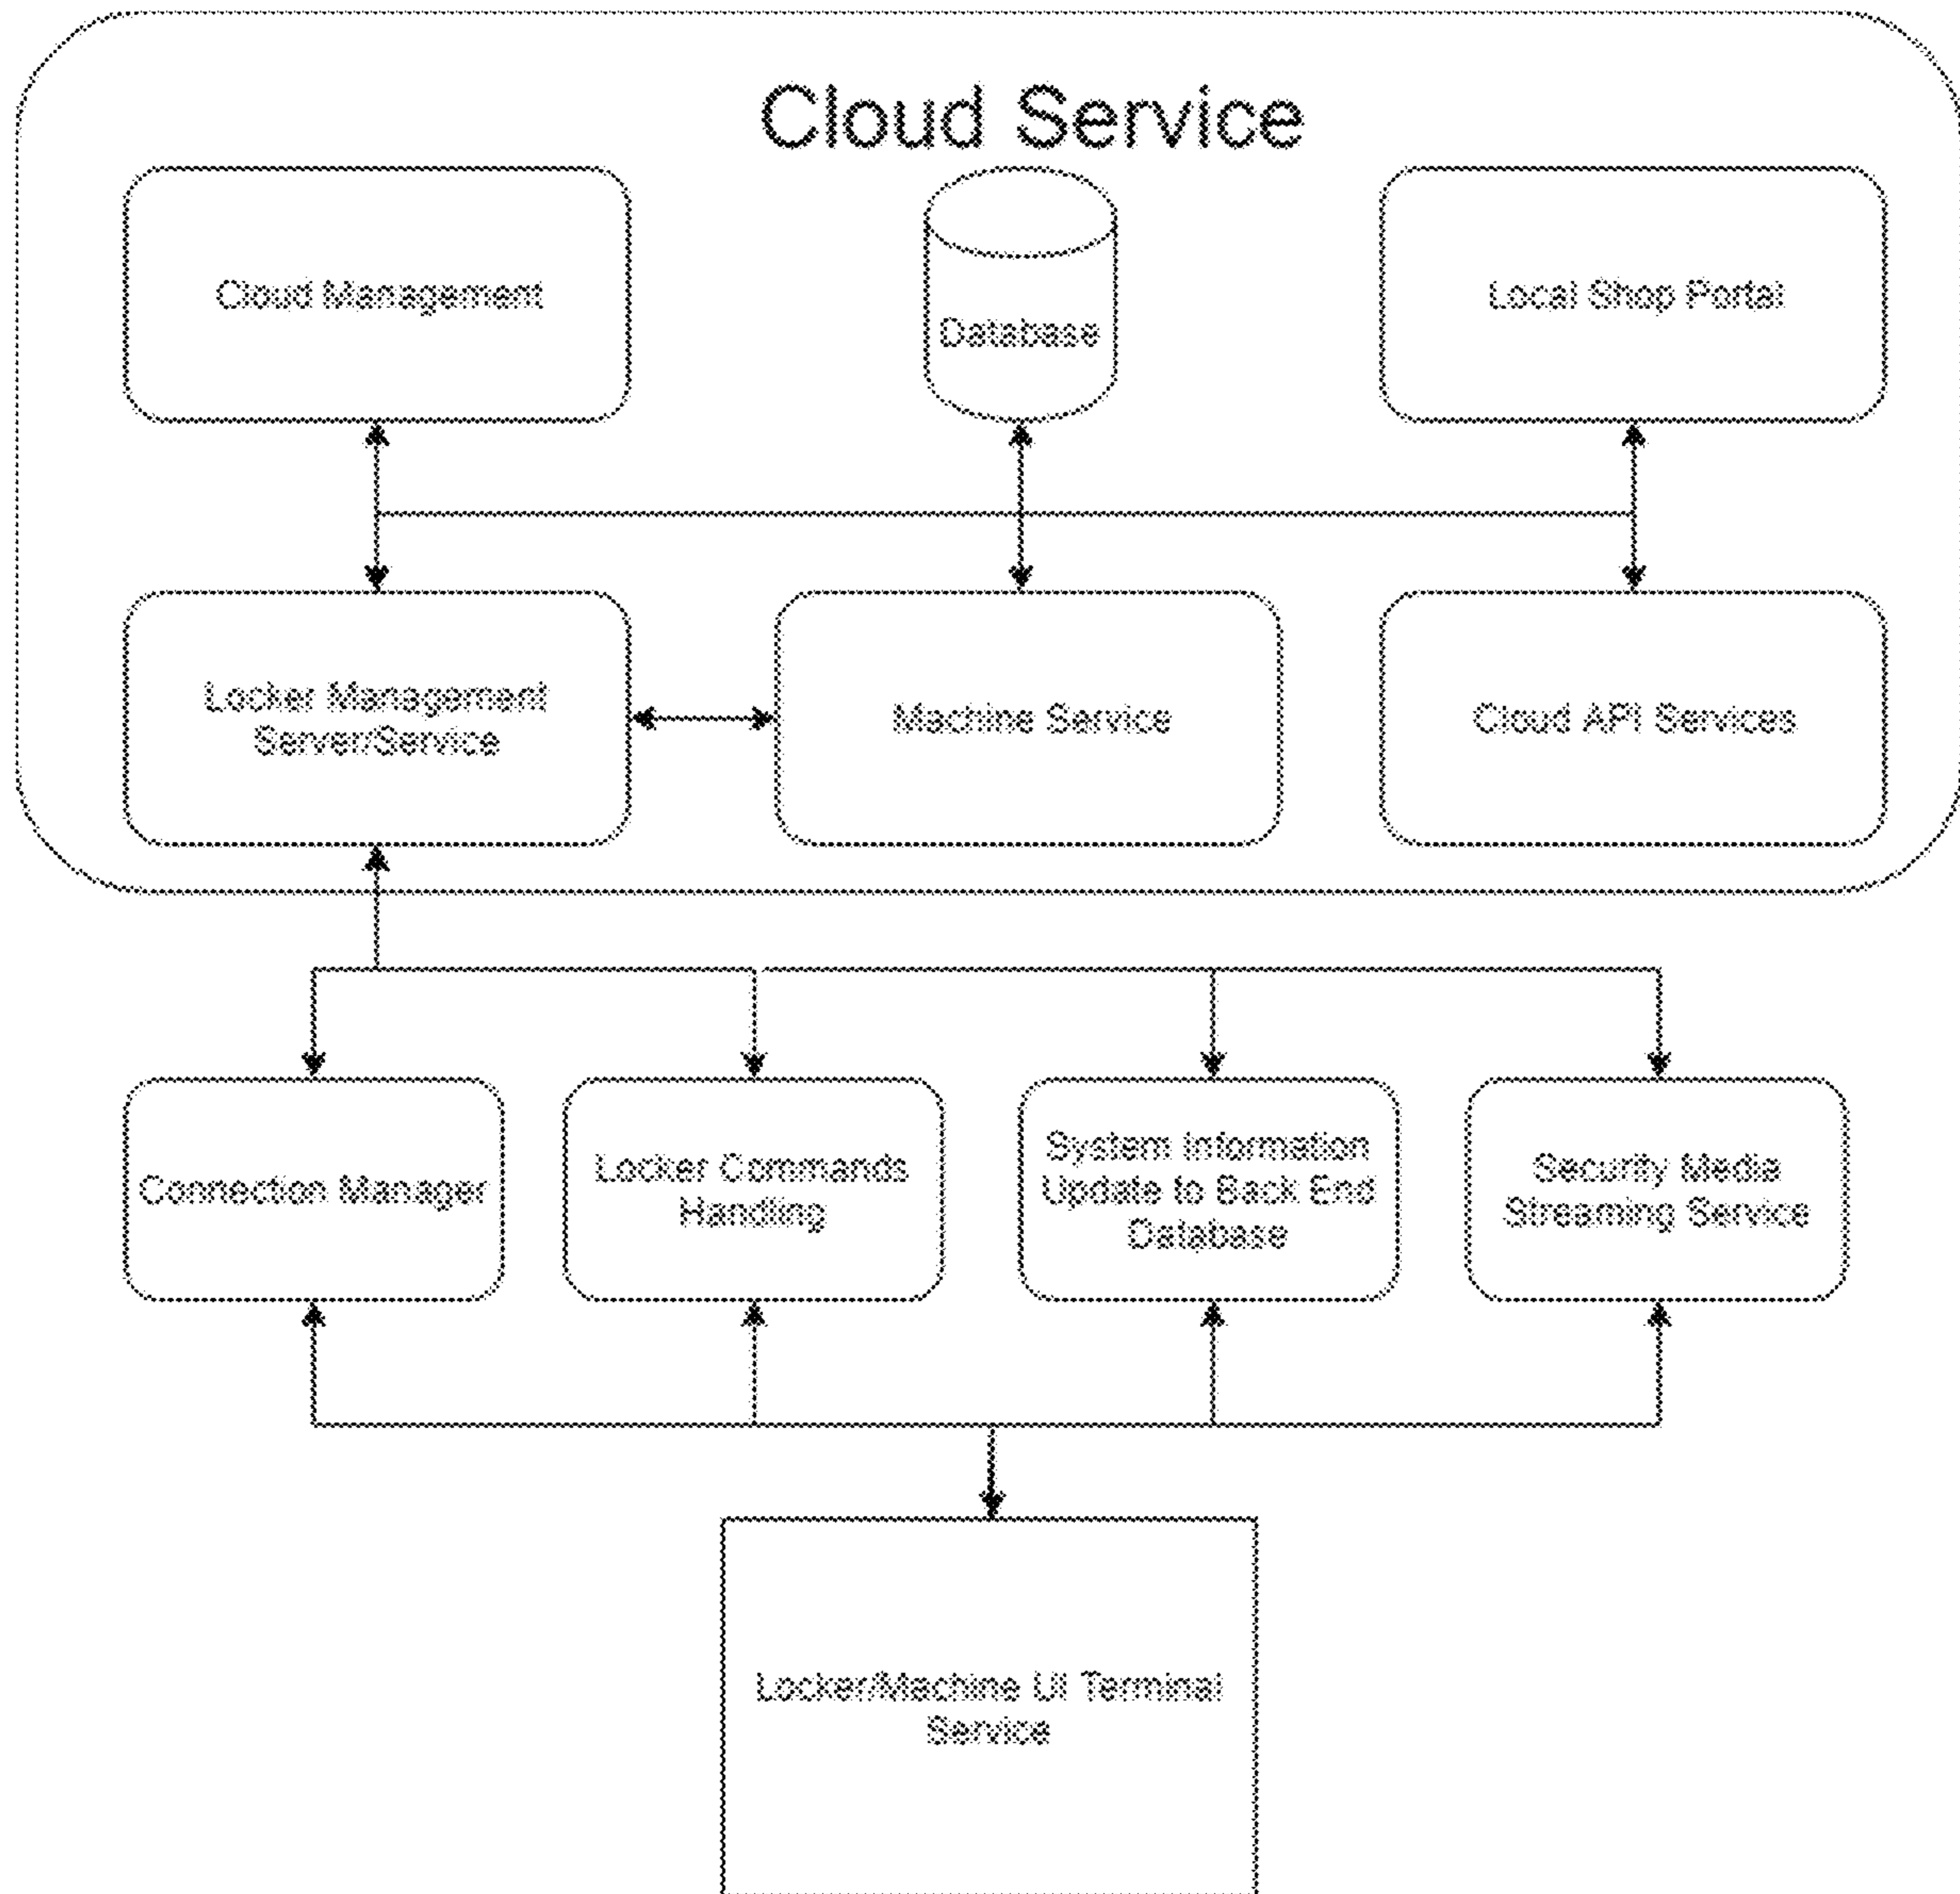 Cloud Service
Cloud Management
Database
Local Shop Portal
Locker Management
Server/Service
Machine Service
Cloud API Services
Connection Manager
Locker Commands
Handling
System Information
Update to Back End
Database
Security Media
Streaming Service
Locker/Machine UI Terminal
Service